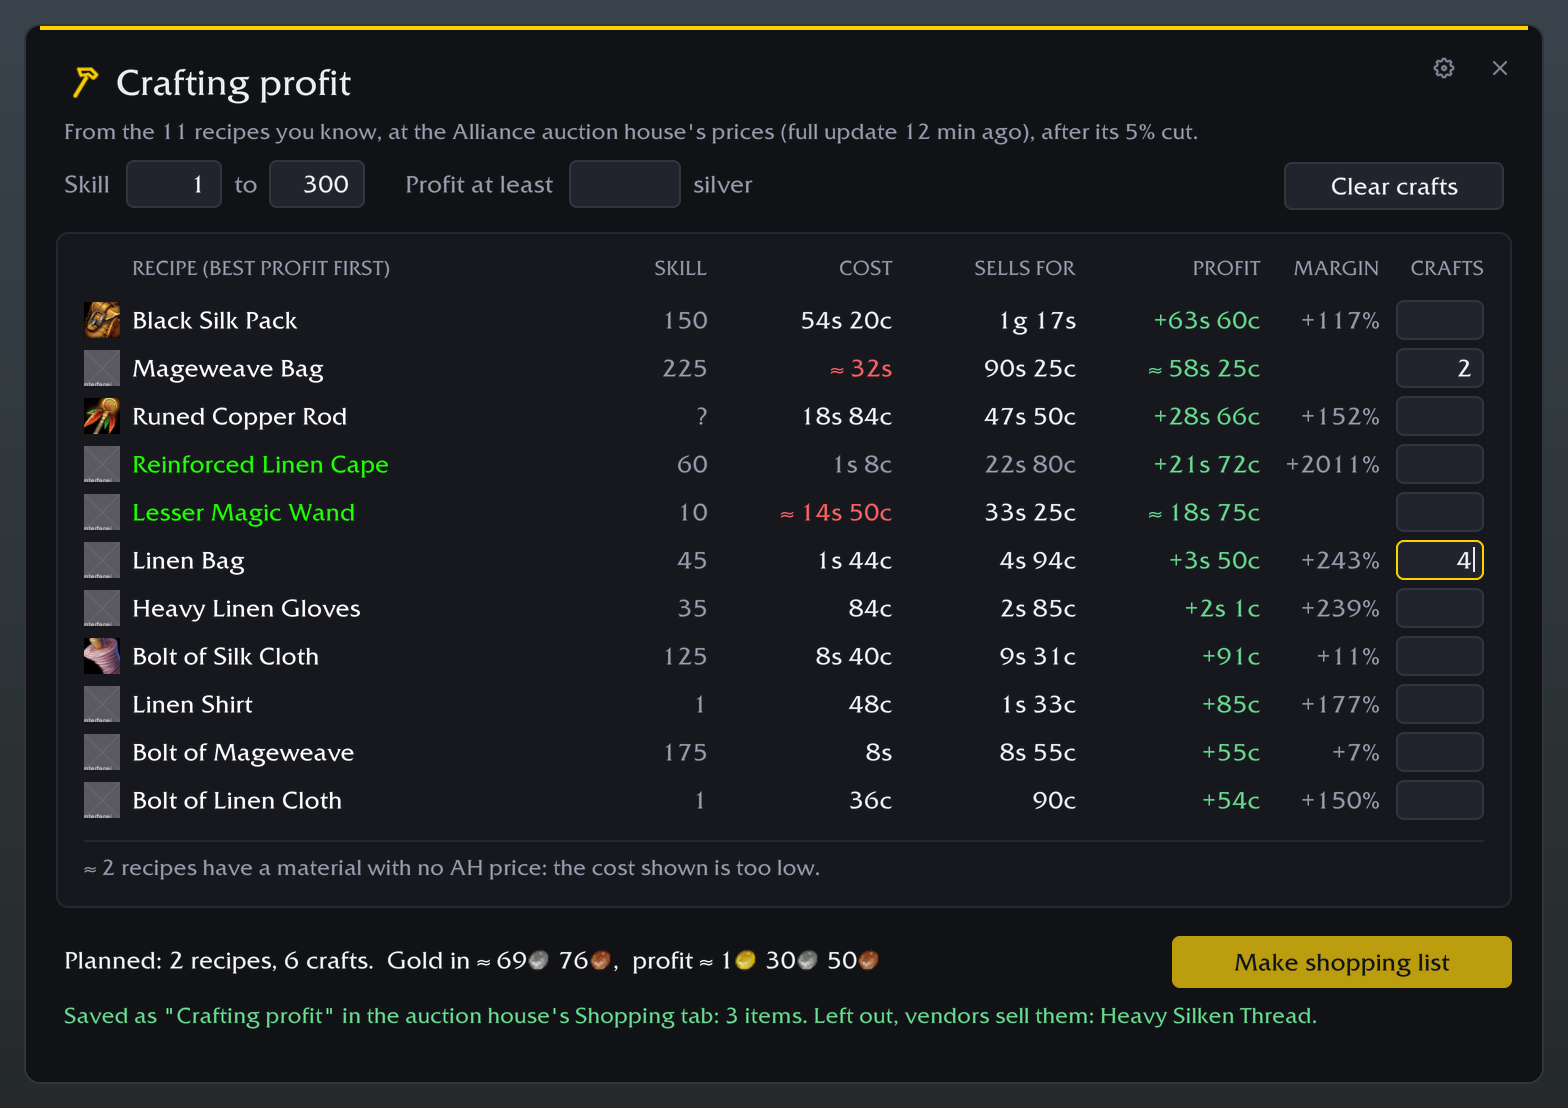 Crafting profit
From the 11 recipes you know, at the Alliance auction house's prices (full update 12 min ago), after its 5% cut.
Skill 1 to 300 Profit at least silver Clear crafts
RECIPE (BEST PROFIT FIRST) SKILL COST SELLS FOR PROFIT MARGIN CRAFTS
Black Silk Pack 150 54s 20c 1g 17s +63s 60c +117%
Mageweave Bag 225 ≈ 32s 90s 25c ≈ 58s 25c 2
Runed Copper Rod ? 18s 84c 47s 50c +28s 66c +152%
Reinforced Linen Cape 60 1s 8c 22s 80c +21s 72c +2011%
Lesser Magic Wand 10 ≈ 14s 50c 33s 25c ≈ 18s 75c
Linen Bag 45 1s 44c 4s 94c +3s 50c +243% 4
Heavy Linen Gloves 35 84c 2s 85c +2s 1c +239%
Bolt of Silk Cloth 125 8s 40c 9s 31c +91c +11%
Linen Shirt 1 48c 1s 33c +85c +177%
Bolt of Mageweave 175 8s 8s 55c +55c +7%
Bolt of Linen Cloth 1 36c 90c +54c +150%
≈ 2 recipes have a material with no AH price: the cost shown is too low.
Planned: 2 recipes, 6 crafts. Gold in ≈ 69 76, profit ≈ 1 30 50
Make shopping list
Saved as "Crafting profit" in the auction house's Shopping tab: 3 items. Left out, vendors sell them: Heavy Silken Thread.